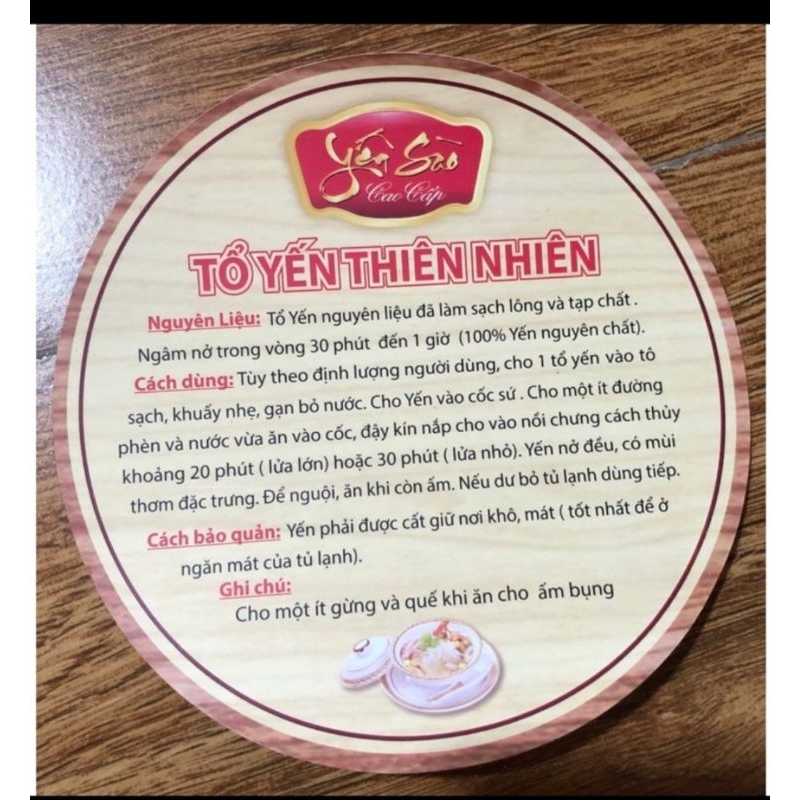 Yến Sào
Cao Cấp
TỔ YẾN THIÊN NHIÊN
Nguyên Liệu: Tổ Yến nguyên liệu đã làm sạch lông và tạp chất .
Ngâm nở trong vòng 30 phút đến 1 giờ (100% Yến nguyên chất).
Cách dùng: Tùy theo định lượng người dùng, cho 1 tổ yến vào tô
sạch, khuấy nhẹ, gạn bỏ nước. Cho Yến vào cốc sứ . Cho một ít đường
phèn và nước vừa ăn vào cốc, đậy kín nắp cho vào nồi chưng cách thủy
khoảng 20 phút ( lửa lớn) hoặc 30 phút ( lửa nhỏ). Yến nở đều, có mùi
thơm đặc trưng. Để nguội, ăn khi còn ấm. Nếu dư bỏ tủ lạnh dùng tiếp.
Cách bảo quản: Yến phải được cất giữ nơi khô, mát ( tốt nhất để ở
ngăn mát của tủ lạnh).
Ghi chú:
Cho một ít gừng và quế khi ăn cho ấm bụng